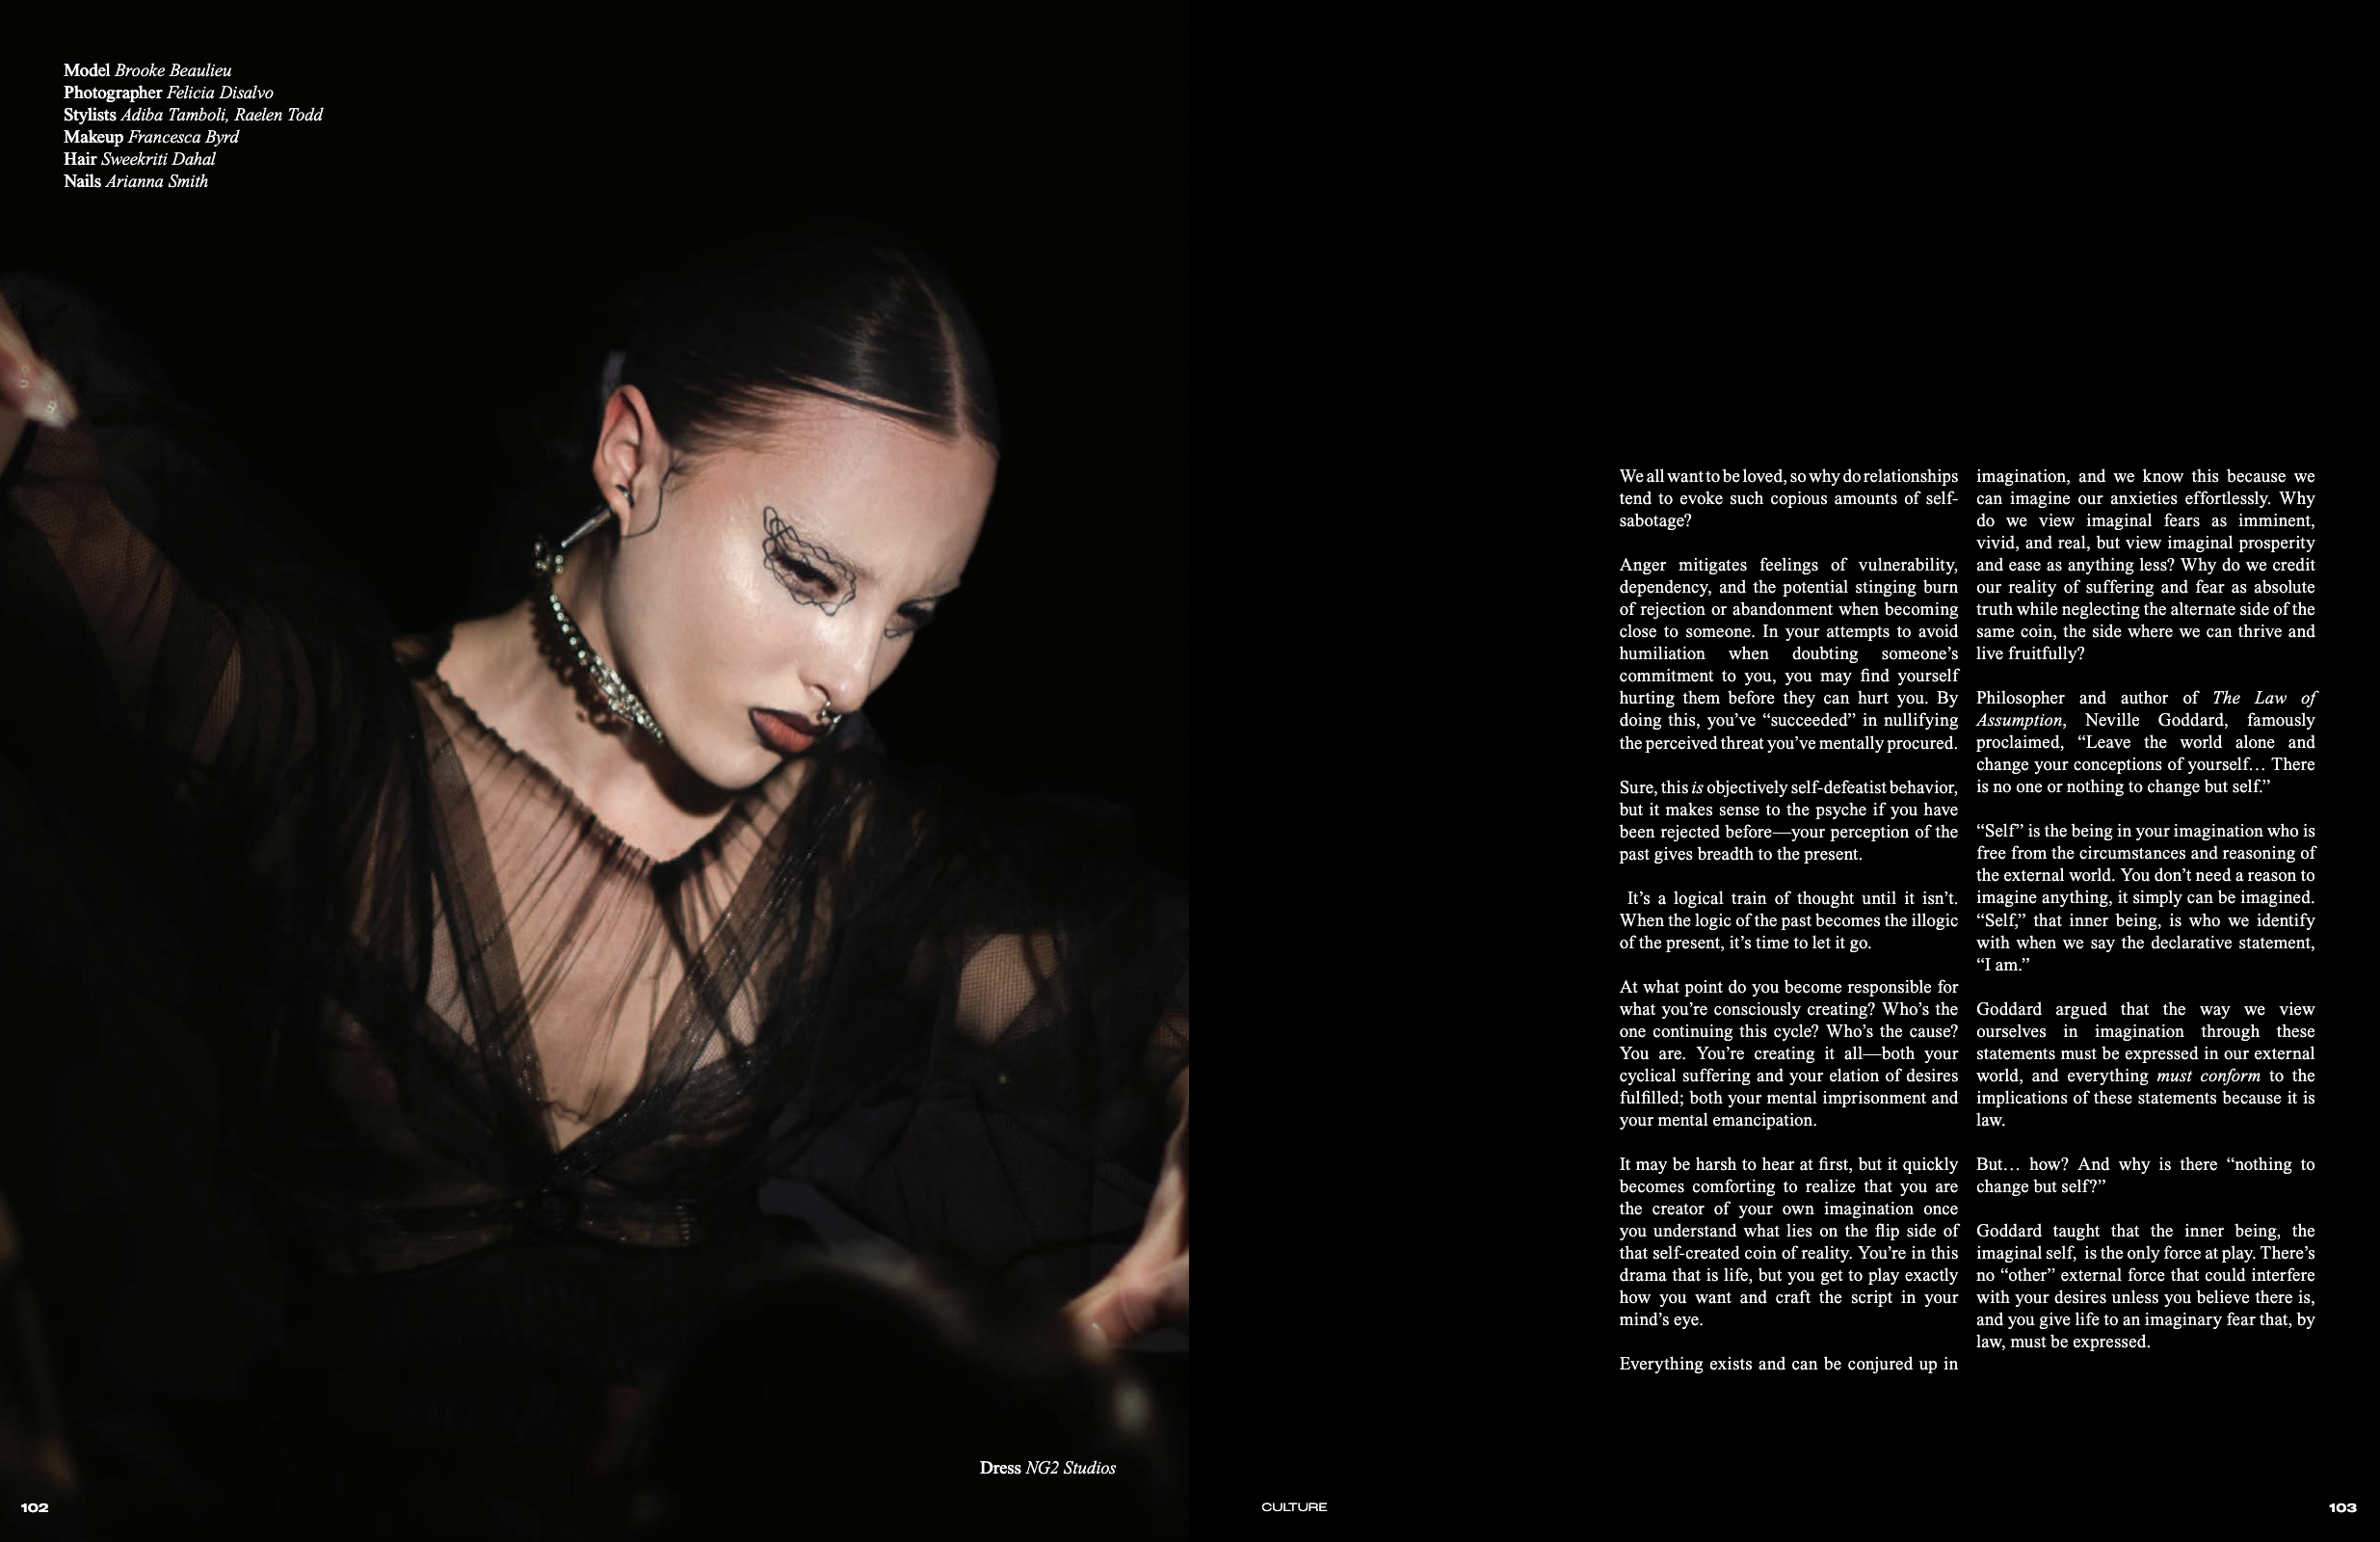 Model Brooke Beaulieu
Photographer Felicia Disalvo
Stylists Adiba Tamboli, Raelen Todd
Makeup Francesca Byrd
Hair Sweekriti Dahal
Nails Arianna Smith
Dress NG2 Studios
102
We all want to be loved, so why do relationships
tend to evoke such copious amounts of self-
sabotage?
Anger mitigates feelings of vulnerability,
dependency, and the potential stinging burn
of rejection or abandonment when becoming
close to someone. In your attempts to avoid
humiliation when doubting someone’s
commitment to you, you may find yourself
hurting them before they can hurt you. By
doing this, you’ve “succeeded” in nullifying
the perceived threat you’ve mentally procured.
Sure, this is objectively self-defeatist behavior,
but it makes sense to the psyche if you have
been rejected before—your perception of the
past gives breadth to the present.
It’s a logical train of thought until it isn’t.
When the logic of the past becomes the illogic
of the present, it’s time to let it go.
At what point do you become responsible for
what you’re consciously creating? Who’s the
one continuing this cycle? Who’s the cause?
You are. You’re creating it all—both your
cyclical suffering and your elation of desires
fulfilled; both your mental imprisonment and
your mental emancipation.
It may be harsh to hear at first, but it quickly
becomes comforting to realize that you are
the creator of your own imagination once
you understand what lies on the flip side of
that self-created coin of reality. You’re in this
drama that is life, but you get to play exactly
how you want and craft the script in your
mind’s eye.
Everything exists and can be conjured up in
imagination, and we know this because we
can imagine our anxieties effortlessly. Why
do we view imaginal fears as imminent,
vivid, and real, but view imaginal prosperity
and ease as anything less? Why do we credit
our reality of suffering and fear as absolute
truth while neglecting the alternate side of the
same coin, the side where we can thrive and
live fruitfully?
Philosopher and author of The Law of
Assumption, Neville Goddard, famously
proclaimed, “Leave the world alone and
change your conceptions of yourself… There
is no one or nothing to change but self.”
“Self” is the being in your imagination who is
free from the circumstances and reasoning of
the external world. You don’t need a reason to
imagine anything, it simply can be imagined.
“Self,” that inner being, is who we identify
with when we say the declarative statement,
“I am.”
Goddard argued that the way we view
ourselves in imagination through these
statements must be expressed in our external
world, and everything must conform to the
implications of these statements because it is
law.
But… how? And why is there “nothing to
change but self?”
Goddard taught that the inner being, the
imaginal self, is the only force at play. There’s
no “other” external force that could interfere
with your desires unless you believe there is,
and you give life to an imaginary fear that, by
law, must be expressed.
CULTURE
103